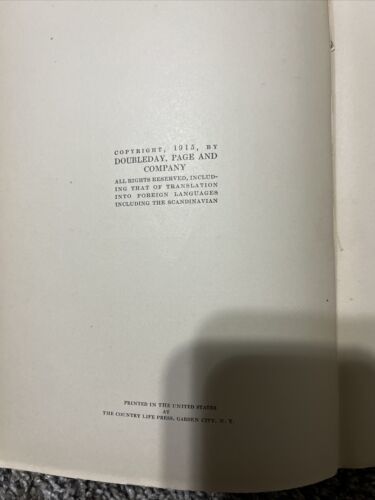 COPYRIGHT, 1915, BY
DOUBLEDAY, PAGE AND
COMPANY
ALL RIGHTS RESERVED, INCLUD-
ING THAT OF TRANSLATION
INTO FOREIGN LANGUAGES
INCLUDING THE SCANDINAVIAN
PRINTED IN THE UNITED STATES
AT
THE COUNTRY LIFE PRESS, GARDEN CITY, N. Y.